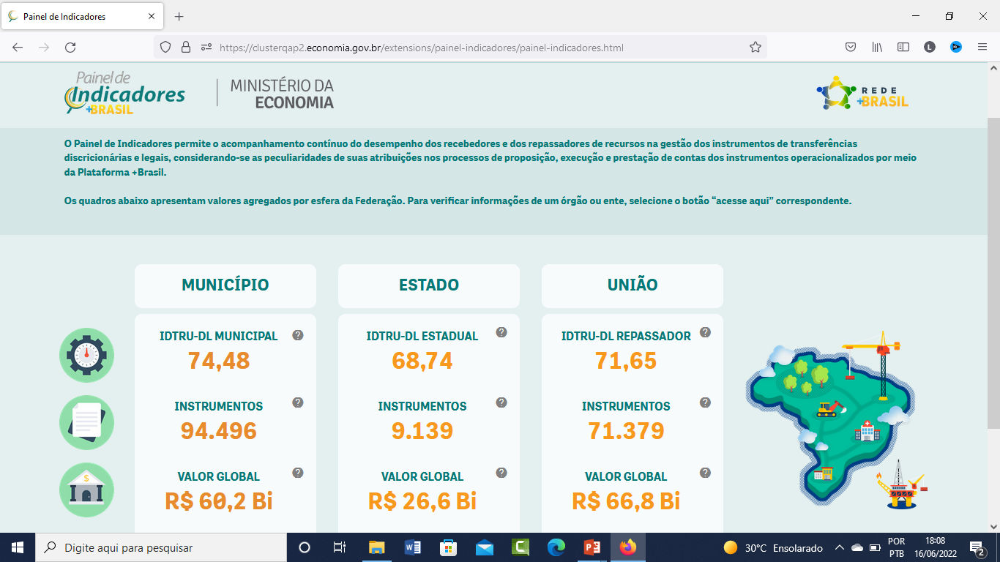 Painel de Indicadores
https://clusterqap2.economia.gov.br/extensions/painel-indicadores/painel-indicadores.html
L
Painel de
Indicadores
+BRASIL
MINISTÉRIO DA
ECONOMIA
REDE
+BRASIL
O Painel de Indicadores permite o acompanhamento contínuo do desempenho dos recebedores e dos repassadores de recursos na gestão dos instrumentos de transferências
discricionárias e legais, considerando-se as peculiaridades de suas atribuições nos processos de proposição, execução e prestação de contas dos instrumentos operacionalizados por meio
da Plataforma +Brasil.
Os quadros abaixo apresentam valores agregados por esfera da Federação. Para verificar informações de um órgão ou ente, selecione o botão “acesse aqui” correspondente.
MUNICÍPIO
IDTRU-DL MUNICIPAL ?
74,48
INSTRUMENTOS ?
94.496
VALOR GLOBAL ?
R$ 60,2 Bi
ESTADO
IDTRU-DL ESTADUAL ?
68,74
INSTRUMENTOS ?
9.139
VALOR GLOBAL ?
R$ 26,6 Bi
UNIÃO
IDTRU-DL REPASSADOR ?
71,65
INSTRUMENTOS ?
71.379
VALOR GLOBAL ?
R$ 66,8 Bi
$
Digite aqui para pesquisar
30°C Ensolarado
POR
PTB
18:08
16/06/2022
2